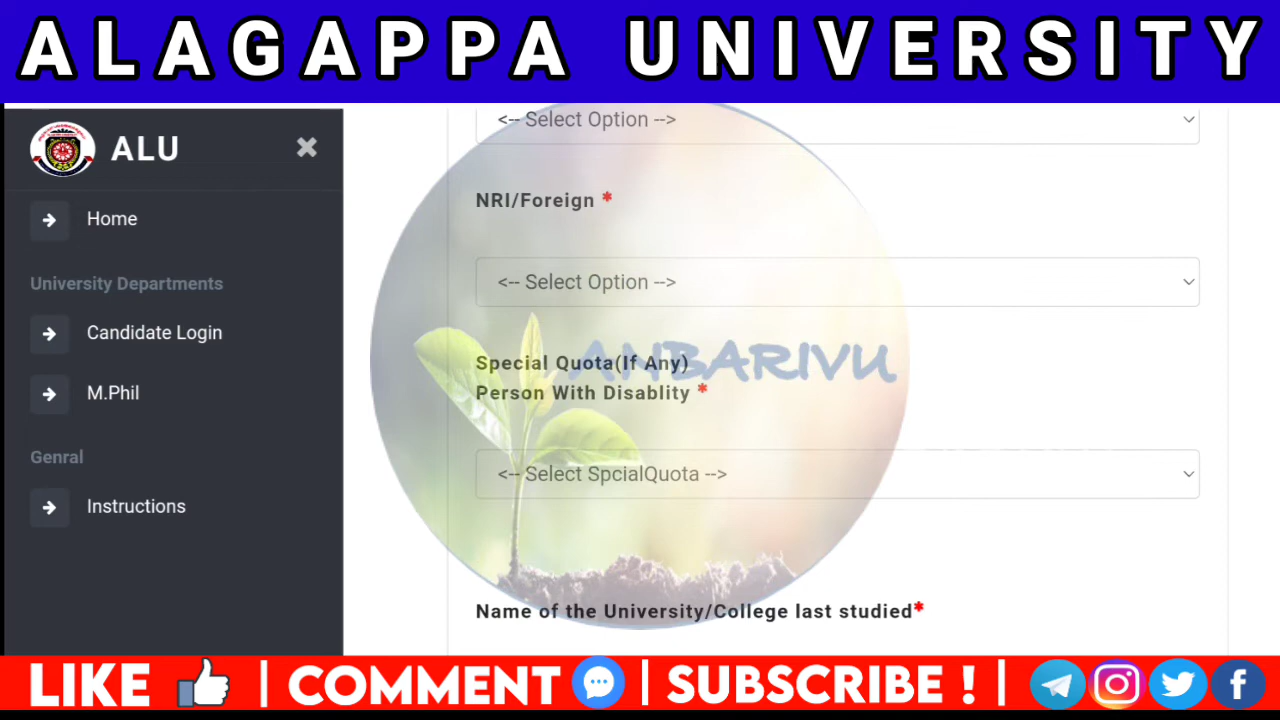 ALAGAPPA UNIVERSITY
ALU
Home
University Departments
Candidate Login
M.Phil
Genral
Instructions
<-- Select Option -->
NRI/Foreign *
<-- Select Option -->
Special Quota(If Any)
Person With Disablity *
ANBARIVU
<-- Select SpcialQuota -->
Name of the University/College last studied*
LIKE | COMMENT | SUBSCRIBE ! |